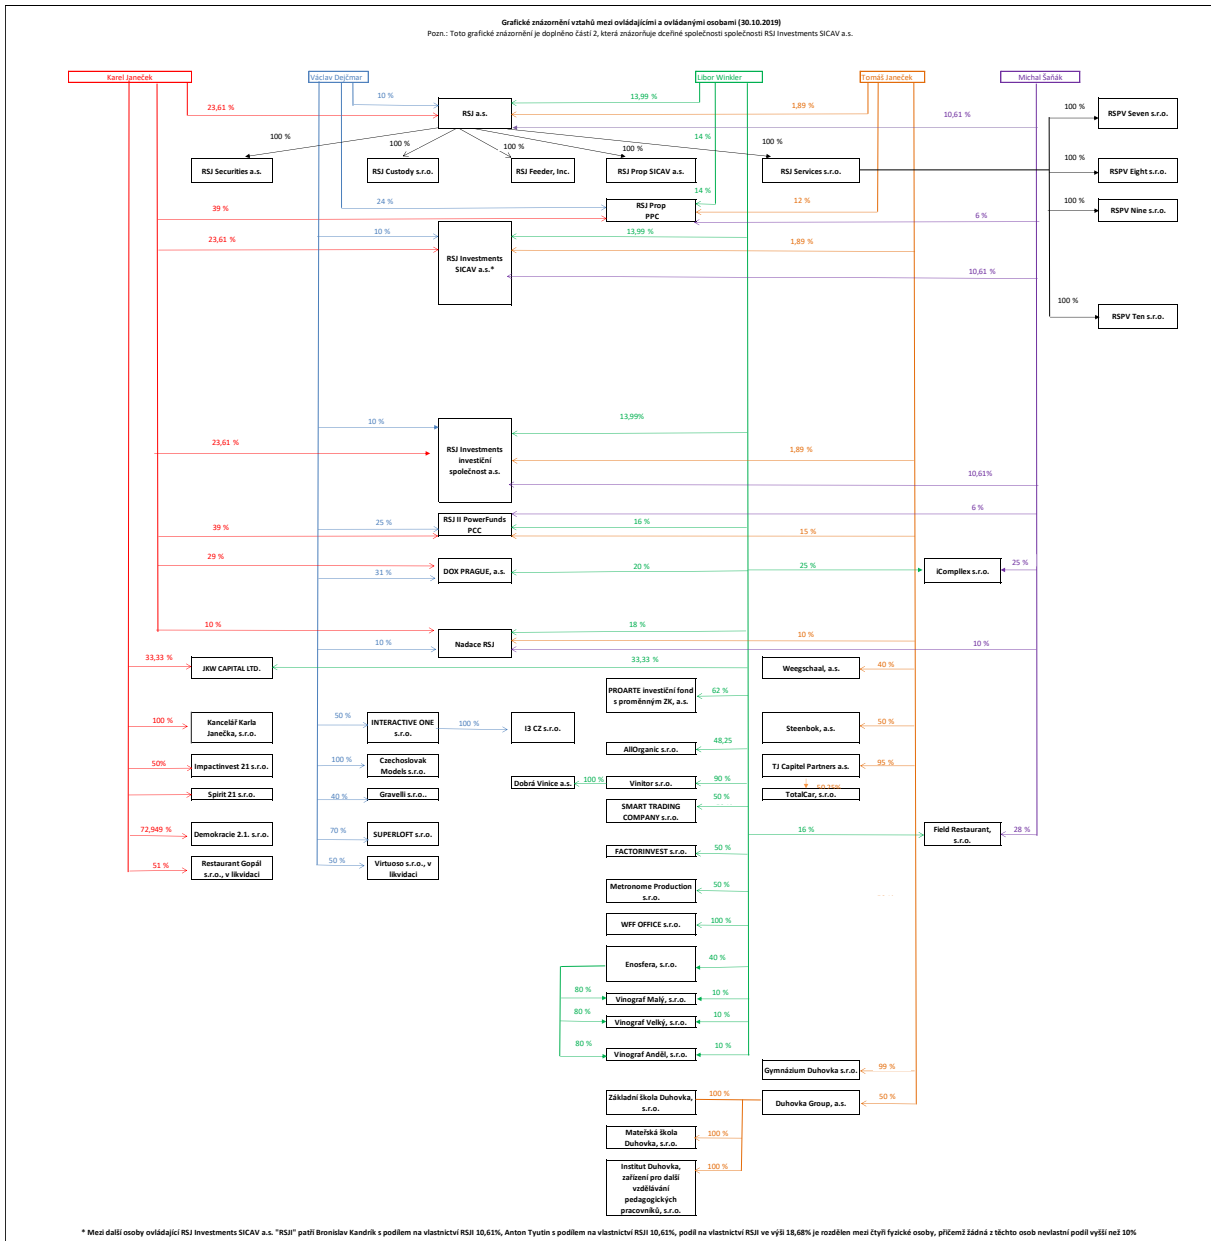 Grafické znázornění vztahů mezi ovládajícími a ovládanými osobami (30.10.2019)
Pozn.: Toto grafické znázornění je doplněno částí 2, která znázorňuje dceřiné společnosti společnosti RSJ Investments SICAV a.s.
Karel Janeček
Václav Dejčmar
Libor Winkler
Tomáš Janeček
Michal Šaňák
10 %
13,99 %
23,61 %
1,89 %
10,61 %
100 %
RSJ a.s.
RSPV Seven s.r.o.
14 %
100 %
100 %
100 %
100 %
100 %
100 %
RSJ Securities a.s.
RSJ Custody s.r.o.
RSJ Feeder, Inc.
RSJ Prop SICAV a.s.
RSJ Services s.r.o.
RSPV Eight s.r.o.
14 %
24 %
39 %
12 %
6 %
100 %
RSJ Prop
PPC
RSPV Nine s.r.o.
10 %
13,99 %
23,61 %
1,89 %
10,61 %
RSJ Investments
SICAV a.s.*
100 %
RSPV Ten s.r.o.
13,99%
10 %
23,61 %
1,89 %
10,61%
RSJ Investments
investiční
společnost a.s.
6 %
25 %
16 %
39 %
15 %
RSJ II PowerFunds
PCC
29 %
31 %
20 %
25 %
25 %
DOX PRAGUE, a.s.
iCompllex s.r.o.
10 %
18 %
10 %
10 %
10 %
Nadace RSJ
33,33 %
33,33 %
40 %
JKW CAPITAL LTD.
Weegschaal, a.s.
PROARTE investiční fond
s proměnným ZK, a.s.
62 %
100 %
Kancelář Karla
Janečka, s.r.o.
50 %
INTERACTIVE ONE
s.r.o.
100 %
I3 CZ s.r.o.
Steenbok, a.s.
50 %
AllOrganic s.r.o.
48,25
50%
Impactinvest 21 s.r.o.
100 %
Czechoslovak
Models s.r.o.
TJ Capitel Partners a.s.
95 %
Dobrá Vinice a.s.
100 %
Vinitor s.r.o.
90 %
Spirit 21 s.r.o.
40 %
Gravelli s.r.o..
TotalCar, s.r.o.
SMART TRADING
COMPANY s.r.o.
50 %
72,949 %
Demokracie 2.1. s.r.o.
70 %
SUPERLOFT s.r.o.
16 %
Field Restaurant,
s.r.o.
28 %
FACTORINVEST s.r.o.
50 %
51 %
Restaurant Gopál
s.r.o., v likvidaci
50 %
Virtuoso s.r.o., v
likvidaci
Metronome Production
s.r.o.
50 %
WFF OFFICE s.r.o.
100 %
Enosfera, s.r.o.
40 %
80 %
Vinograf Malý, s.r.o.
10 %
80 %
Vinograf Velký, s.r.o.
10 %
80 %
Vinograf Anděl, s.r.o.
10 %
Gymnázium Duhovka s.r.o.
99 %
Základní škola Duhovka,
s.r.o.
100 %
Duhovka Group, a.s.
50 %
Mateřská škola
Duhovka, s.r.o.
100 %
Institut Duhovka,
zařízení pro další
vzdělávání
pedagogických
pracovníků, s.r.o.
100 %
* Mezi další osoby ovládající RSJ Investments SICAV a.s. "RSJI" patří Bronislav Kandrík s podílem na vlastnictví RSJI 10,61%, Anton Tyutin s podílem na vlastnictví RSJI 10,61%, podíl na vlastnictví RSJI ve výši 18,68% je rozdělen mezi čtyři fyzické osoby, přičemž žádná z těchto osob nevlastní podíl vyšší než 10%